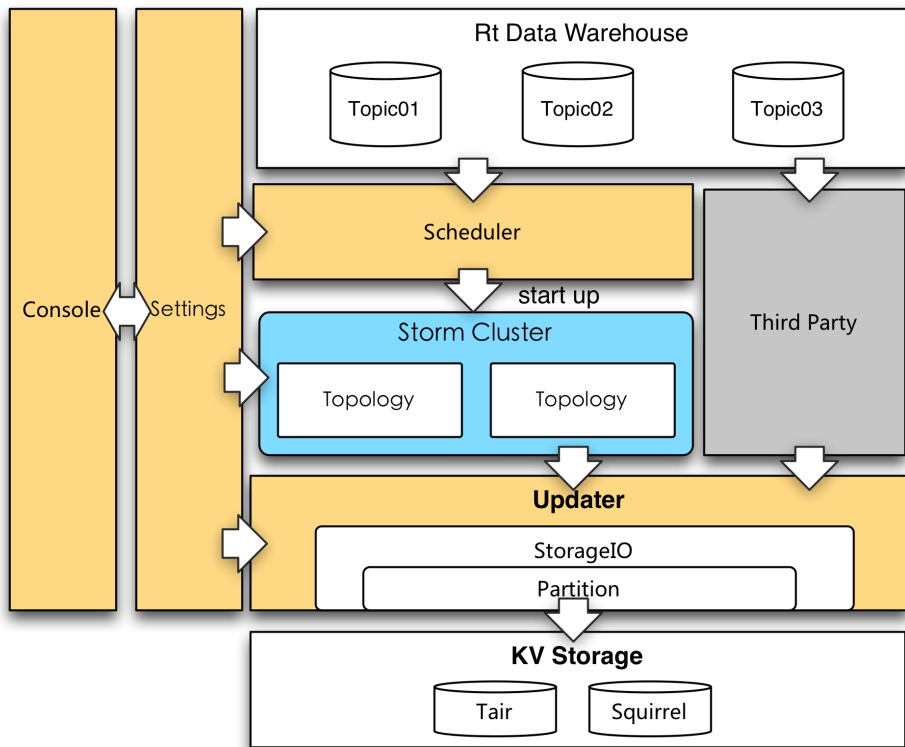 Rt Data Warehouse
Topic01
Topic02
Topic03
Scheduler
Console
Settings
start up
Third Party
Storm Cluster
Topology
Topology
Updater
StorageIO
Partition
KV Storage
Tair
Squirrel